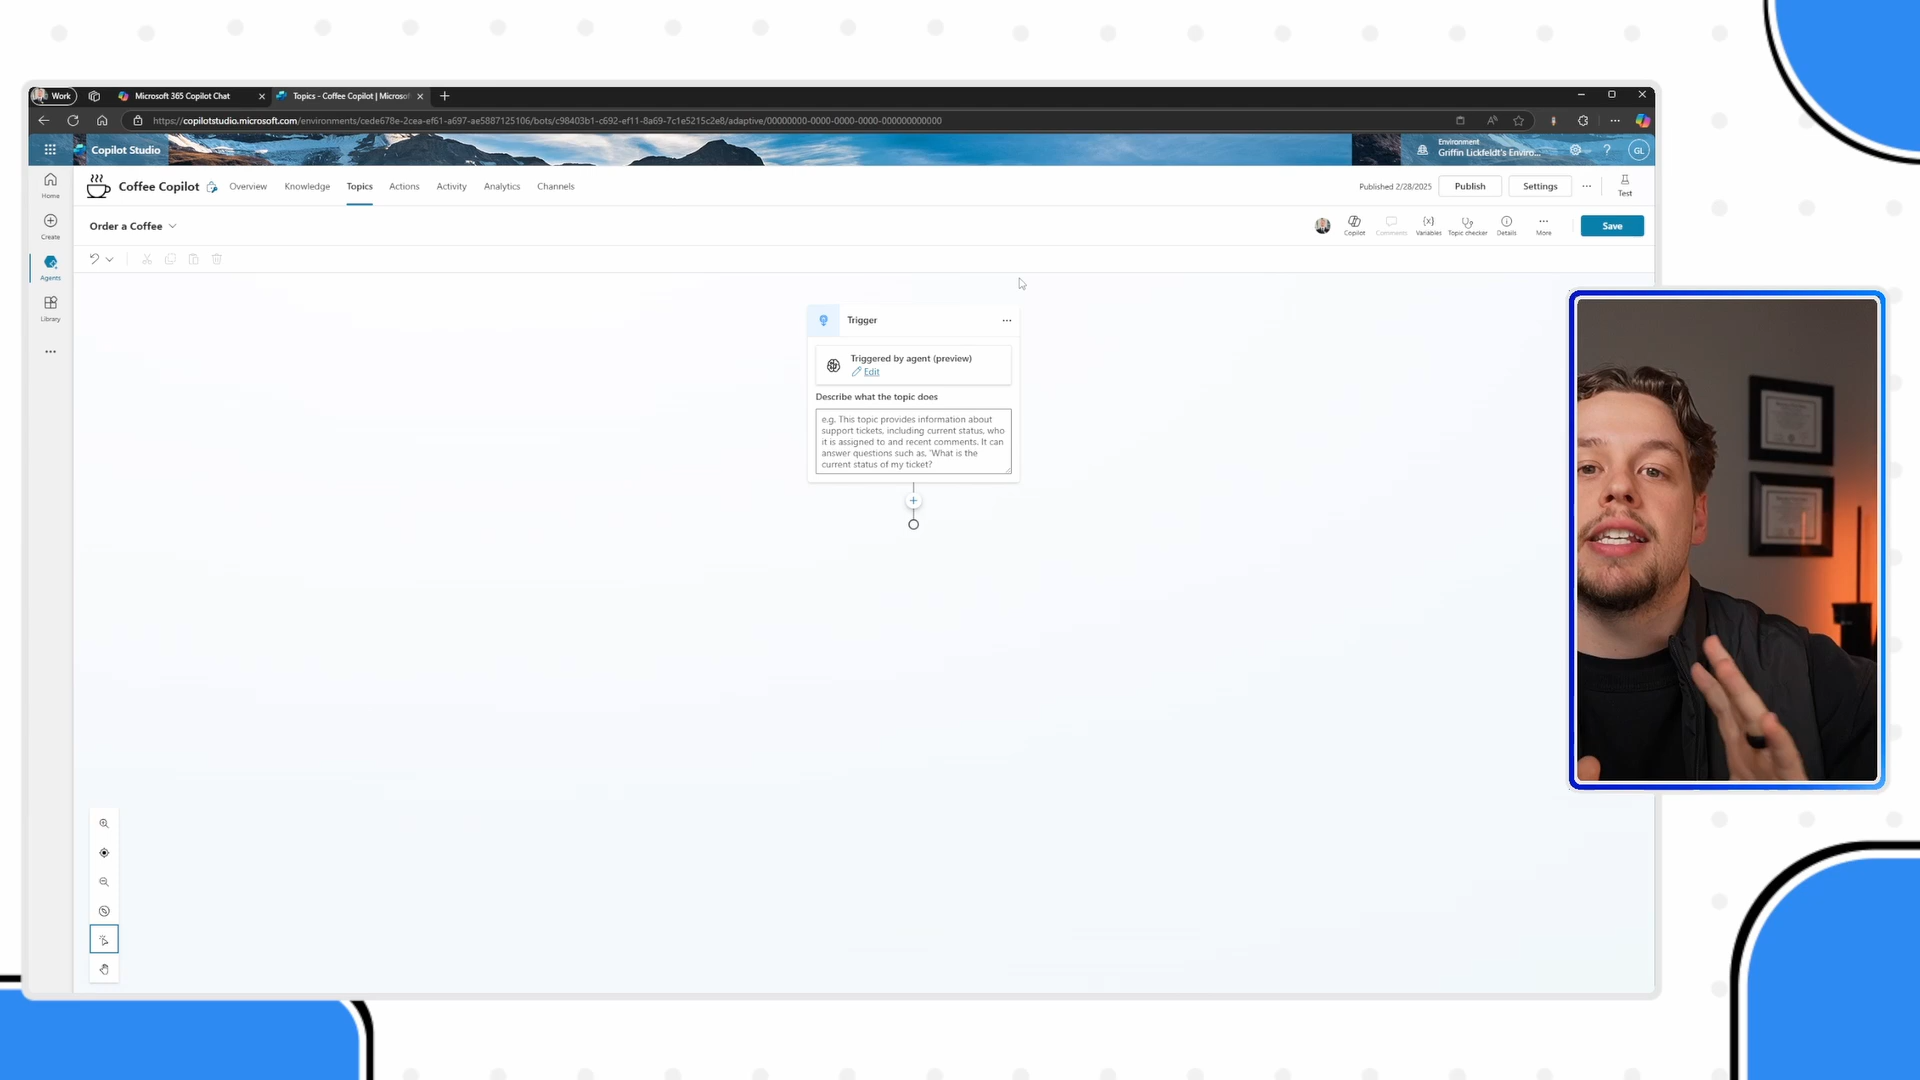 Work
Microsoft 365 Copilot Chat
Topics - Coffee Copilot | Microsof
https://copilotstudio.microsoft.com/environments/cede678e-2cea-ef61-a697-ae5887125106/bots/c98403b1-c692-ef11-8a69-7c1e5215c2e8/adaptive/00000000-0000-0000-0000-000000000000
Copilot Studio
Environment
Griffin Lickfeldt's Enviro...
GL
Home
Create
Agents
Library
Coffee Copilot
Overview
Knowledge
Topics
Actions
Activity
Analytics
Channels
Published 2/28/2025
Publish
Settings
Test
Order a Coffee
Copilot
Comments
Variables
Topic checker
Details
More
Save
Trigger
Triggered by agent (preview)
Edit
Describe what the topic does
e.g. This topic provides information about
support tickets, including current status, who
it is assigned to and recent comments. It can
answer questions such as, 'What is the
current status of my ticket?